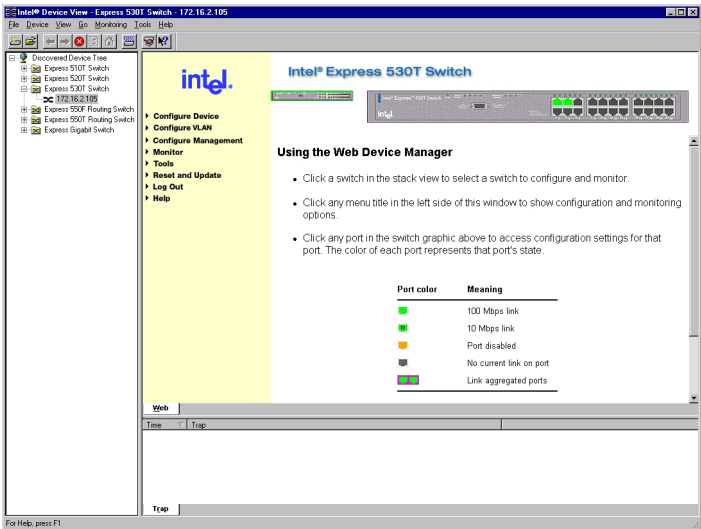 Intel® Device View - Express 530T Switch - 172.16.2.105
File Device View Go Monitoring Tools Help
Discovered Device Tree
Express 510T Switch
Express 520T Switch
Express 530T Switch
172.16.2.105
Express 550F Routing Switch
Express 550T Routing Switch
Express Gigabit Switch
intel.
Configure Device
Configure VLAN
Configure Management
Monitor
Tools
Reset and Update
Log Out
Help
Intel® Express 530T Switch
intel.
Using the Web Device Manager
• Click a switch in the stack view to select a switch to configure and monitor.
• Click any menu title in the left side of this window to show configuration and monitoring
options.
• Click any port in the switch graphic above to access configuration settings for that
port. The color of each port represents that port's state.
Port color Meaning
100 Mbps link
10 Mbps link
Port disabled
No current link on port
Link aggregated ports
Web
Time Trap
Trap
For Help, press F1